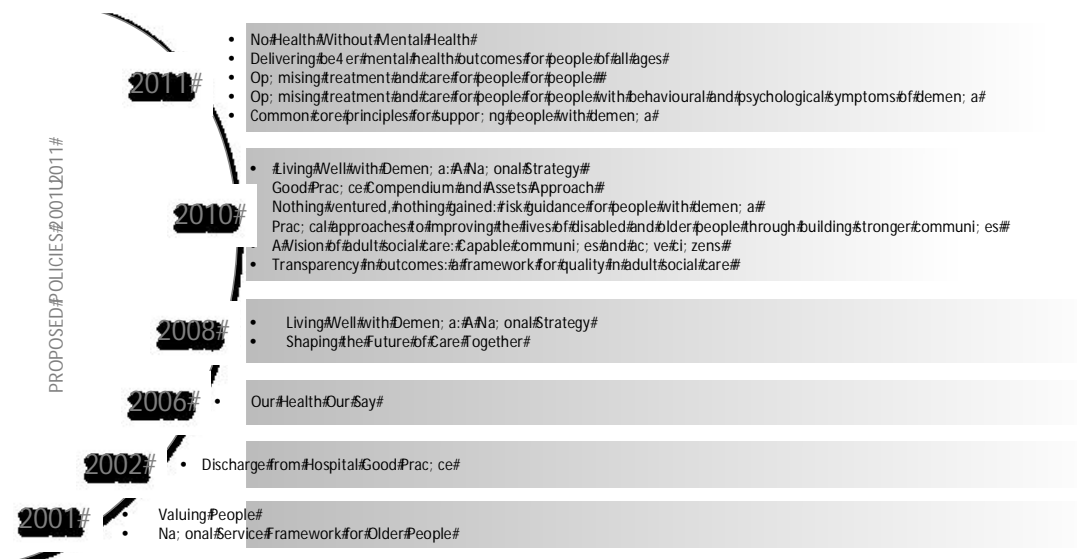 PROPOSED#POLICIES#2001U2011#
2011#
• No#Health#Without#Mental#Health#
• Delivering#be4er#mental#health#outcomes#for#people#of#all#ages#
• Op; mising#treatment#and#care#for#people#for#people##
• Op; mising#treatment#and#care#for#people#for#people#with#behavioural#and#psychological#symptoms#of#demen; a#
• Common#core#principles#for#suppor; ng#people#with#demen; a#
2010#
• #Living#Well#with#Demen; a:#A#Na; onal#Strategy##
Good#Prac; ce#Compendium#and#Assets#Approach##
Nothing#ventured,#nothing#gained:#risk#guidance#for#people#with#demen; a##
Prac; cal#approaches#to#improving#the#lives#of#disabled#and#older#people#through#building#stronger#communi; es##
• A#Vision#of#adult#social#care:#Capable#communi; es#and#ac; ve#ci; zens##
• Transparency#in#outcomes:#a#framework#for#quality#in#adult#social#care##
2008#
• Living#Well#with#Demen; a:#A#Na; onal#Strategy#
• Shaping#the#Future#of#Care#Together#
2006#
• Our#Health#Our#Say#
2002#
• Discharge#from#Hospital#Good#Prac; ce#
2001#
• Valuing#People#
• Na; onal#Service#Framework#for#Older#People#